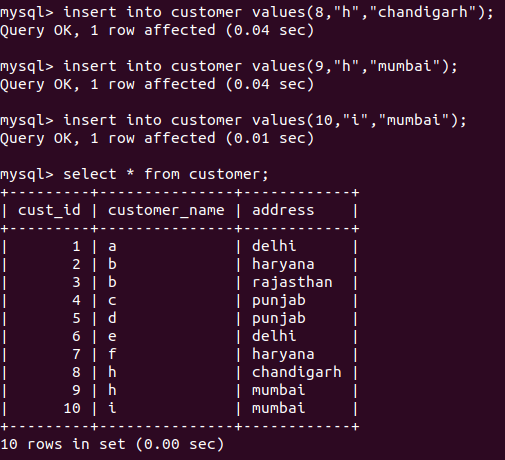 mysql> insert into customer values(8,"h","chandigarh");
Query OK, 1 row affected (0.04 sec)
mysql> insert into customer values(9,"h","mumbai");
Query OK, 1 row affected (0.04 sec)
mysql> insert into customer values(10,"i","mumbai");
Query OK, 1 row affected (0.01 sec)
mysql> select * from customer;
+---------+---------------+------------+
| cust_id | customer_name | address    |
+---------+---------------+------------+
|       1 | a             | delhi      |
|       2 | b             | haryana    |
|       3 | b             | rajasthan  |
|       4 | c             | punjab     |
|       5 | d             | punjab     |
|       6 | e             | delhi      |
|       7 | f             | haryana    |
|       8 | h             | chandigarh |
|       9 | h             | mumbai     |
|      10 | i             | mumbai     |
+---------+---------------+------------+
10 rows in set (0.00 sec)